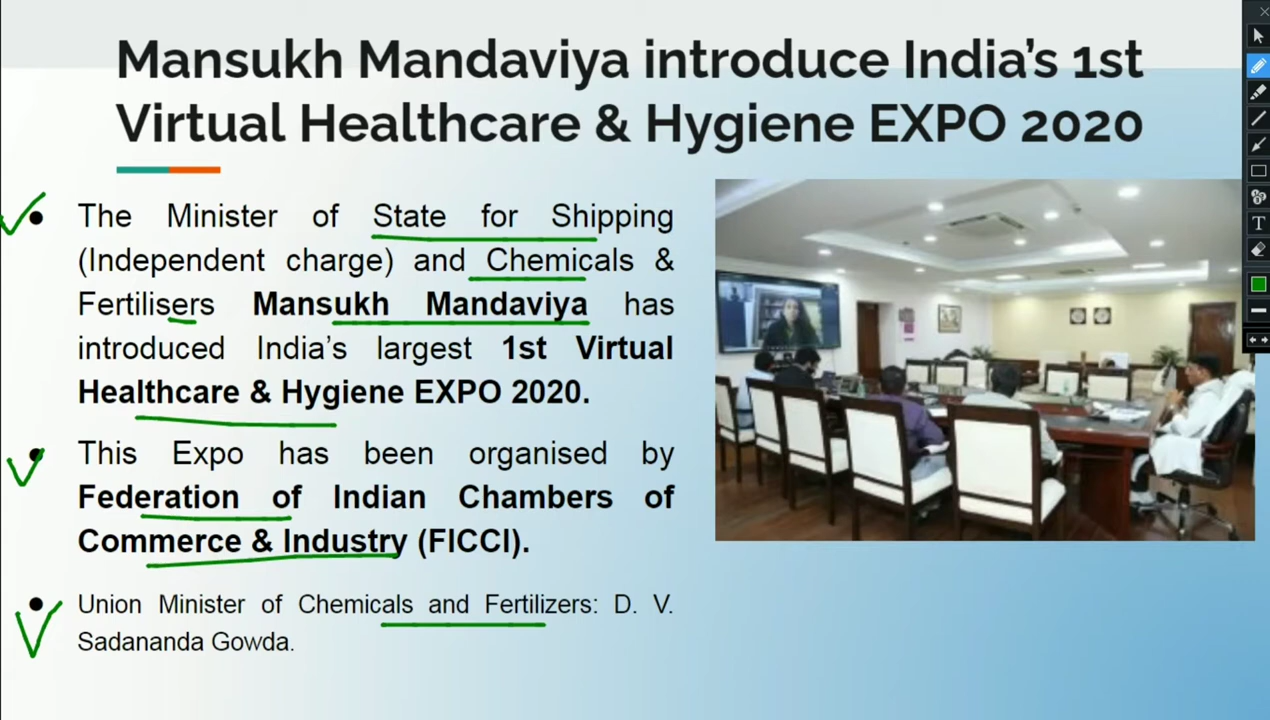 Mansukh Mandaviya introduce India's 1st
Virtual Healthcare & Hygiene EXPO 2020
● The Minister of State for Shipping
(Independent charge) and Chemicals &
Fertilisers Mansukh Mandaviya has
introduced India's largest 1st Virtual
Healthcare & Hygiene EXPO 2020.
● This Expo has been organised by
Federation of Indian Chambers of
Commerce & Industry (FICCI).
● Union Minister of Chemicals and Fertilizers: D. V.
Sadananda Gowda.
T